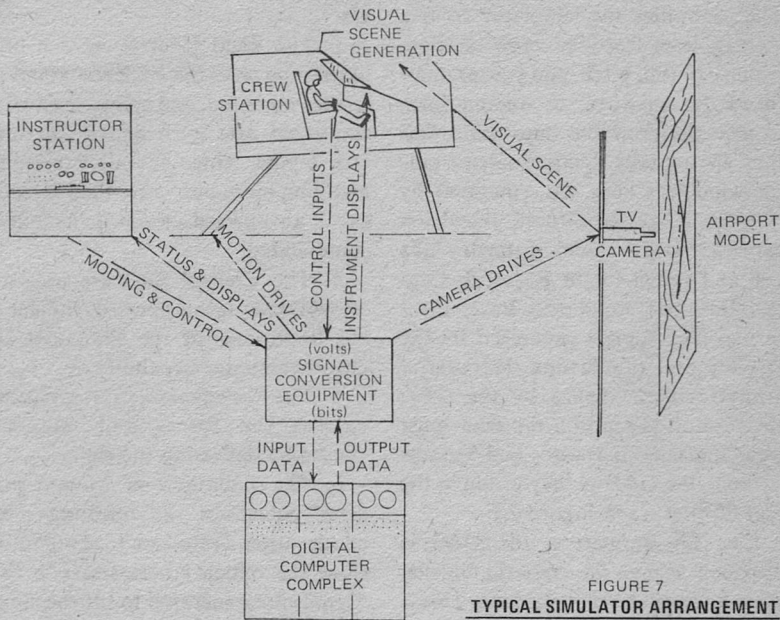 VISUAL
SCENE
GENERATION
CREW
STATION
INSTRUCTOR
STATION
VISUAL SCENE
TV
CAMERA
AIRPORT
MODEL
MODING & CONTROL
STATUS & DISPLAYS
MOTION DRIVES
CONTROL INPUTS
INSTRUMENT DISPLAYS
CAMERA DRIVES
(volts)
SIGNAL
CONVERSION
EQUIPMENT
(bits)
INPUT
DATA
OUTPUT
DATA
DIGITAL
COMPUTER
COMPLEX
FIGURE 7
TYPICAL SIMULATOR ARRANGEMENT